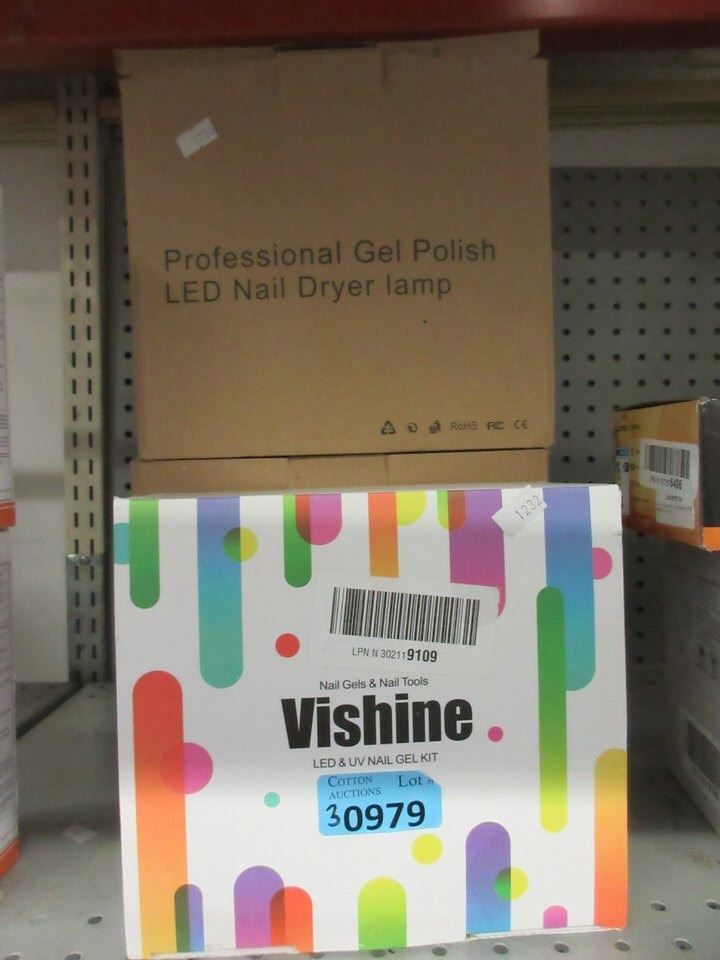 1232
Professional Gel Polish
LED Nail Dryer lamp
RoHS FC CE
1232
LPN N 302119109
Nail Gels & Nail Tools
Vishine
LED & UV NAIL GEL KIT
COTTON
AUCTIONS
Lot #
30979